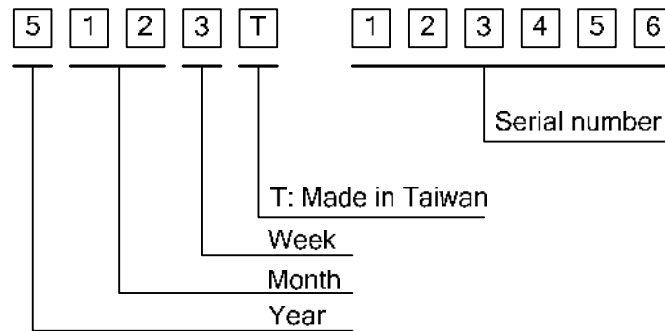 5 1 2 3 T 1 2 3 4 5 6
Serial number
T: Made in Taiwan
Week
Month
Year